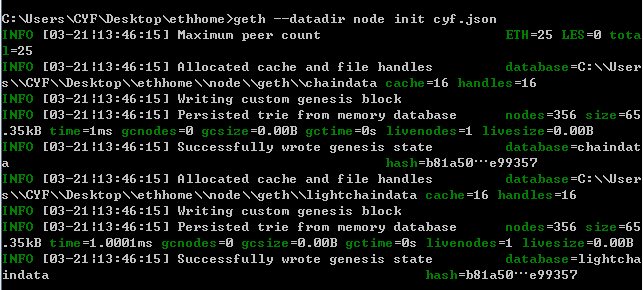 C:\Users\CYF\Desktop\ethhome>geth --datadir node init cyf.json
INFO [03-21|13:46:15] Maximum peer count                       ETH=25 LES=0 tota
l=25
INFO [03-21|13:46:15] Allocated cache and file handles         database=C:\\User
s\\CYF\\Desktop\\ethhome\\node\\geth\\chaindata cache=16 handles=16
INFO [03-21|13:46:15] Writing custom genesis block
INFO [03-21|13:46:15] Persisted trie from memory database      nodes=356 size=65
.35kB time=1ms gcnodes=0 gcsize=0.00B gctime=0s livenodes=1 livesize=0.00B
INFO [03-21|13:46:15] Successfully wrote genesis state         database=chaindat
a                                        hash=b81a50…e99357
INFO [03-21|13:46:15] Allocated cache and file handles         database=C:\\User
s\\CYF\\Desktop\\ethhome\\node\\geth\\lightchaindata cache=16 handles=16
INFO [03-21|13:46:15] Writing custom genesis block
INFO [03-21|13:46:15] Persisted trie from memory database      nodes=356 size=65
.35kB time=1.0001ms gcnodes=0 gcsize=0.00B gctime=0s livenodes=1 livesize=0.00B
INFO [03-21|13:46:15] Successfully wrote genesis state         database=lightcha
indata                                        hash=b81a50…e99357